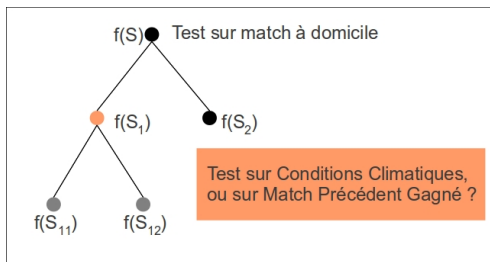 f(S) Test sur match à domicile
f(S₁) f(S₂)
Test sur Conditions Climatiques,
ou sur Match Précédent Gagné ?
f(S₁₁) f(S₁₂)